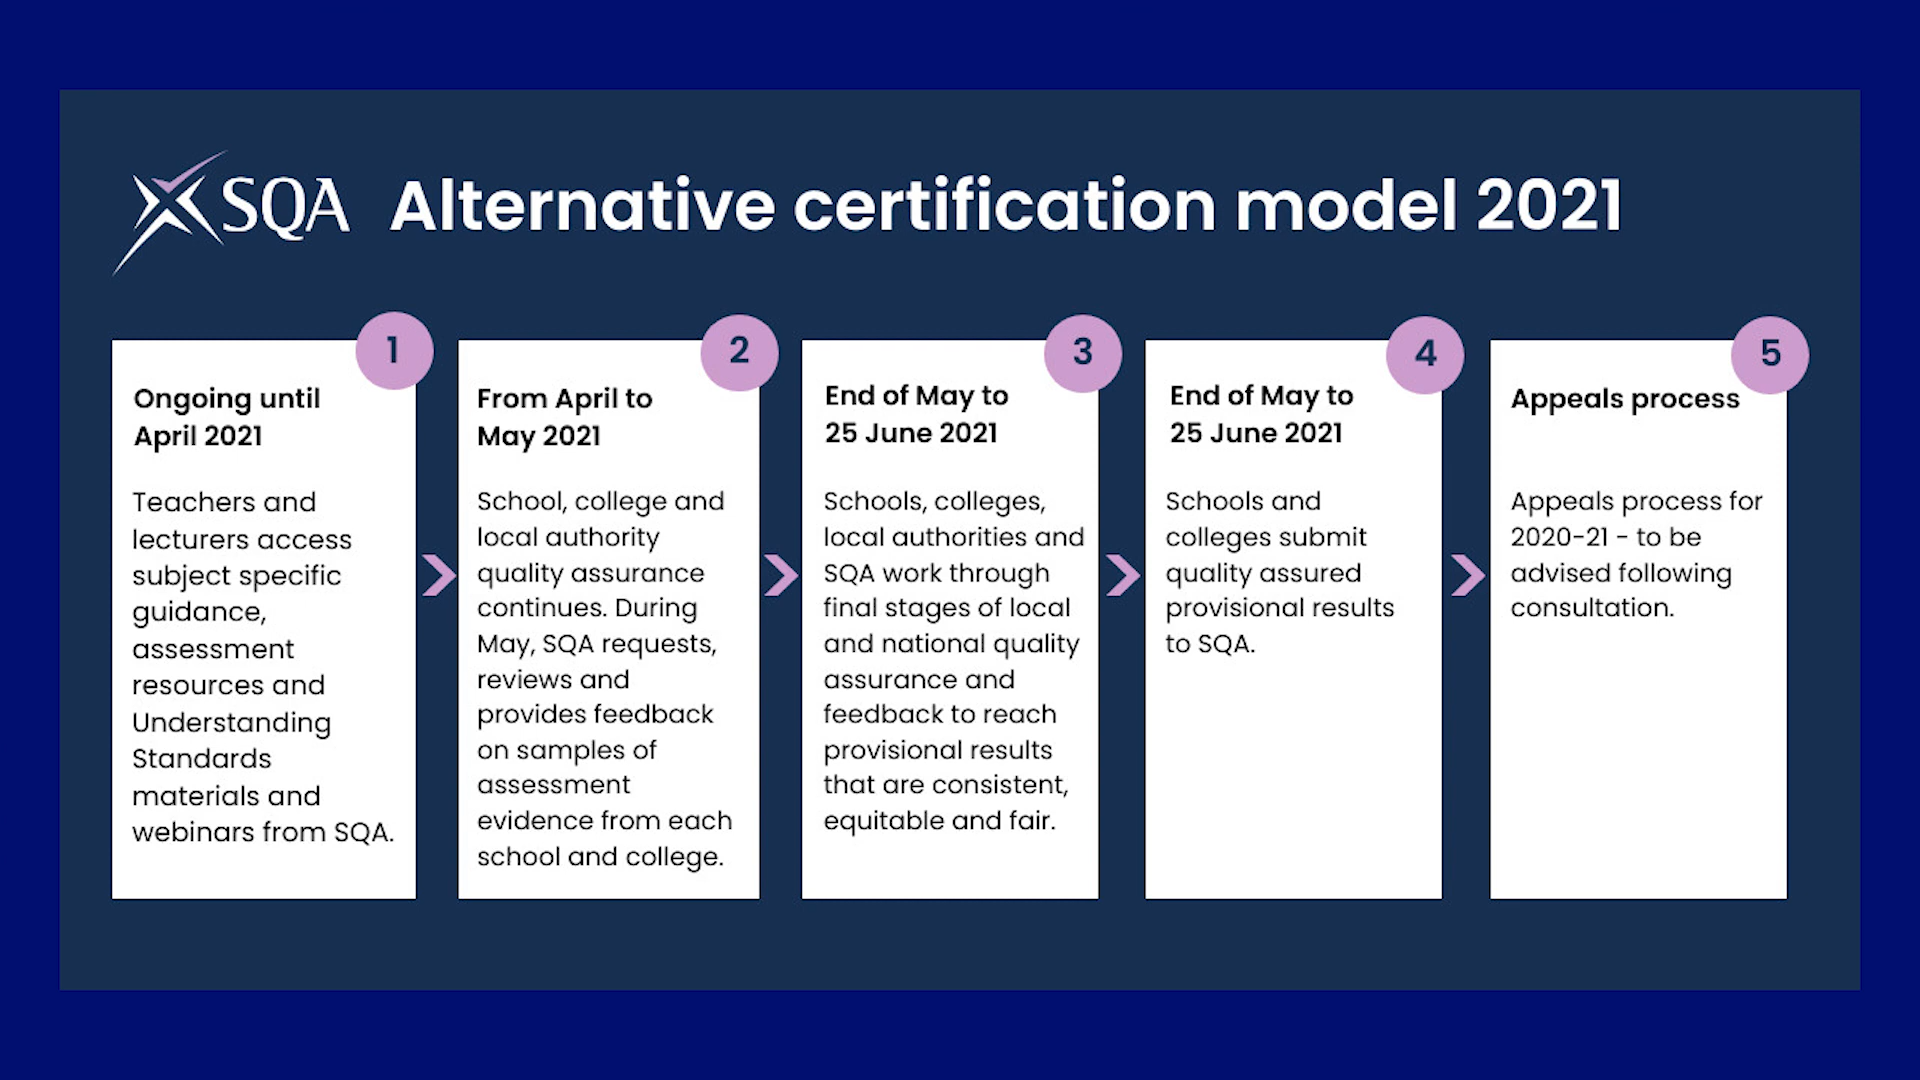 SQA Alternative certification model 2021
1
Ongoing until
April 2021
Teachers and
lecturers access
subject specific
guidance,
assessment
resources and
Understanding
Standards
materials and
webinars from SQA.
2
From April to
May 2021
School, college and
local authority
quality assurance
continues. During
May, SQA requests,
reviews and
provides feedback
on samples of
assessment
evidence from each
school and college.
3
End of May to
25 June 2021
Schools, colleges,
local authorities and
SQA work through
final stages of local
and national quality
assurance and
feedback to reach
provisional results
that are consistent,
equitable and fair.
4
End of May to
25 June 2021
Schools and
colleges submit
quality assured
provisional results
to SQA.
5
Appeals process
Appeals process for
2020-21 - to be
advised following
consultation.